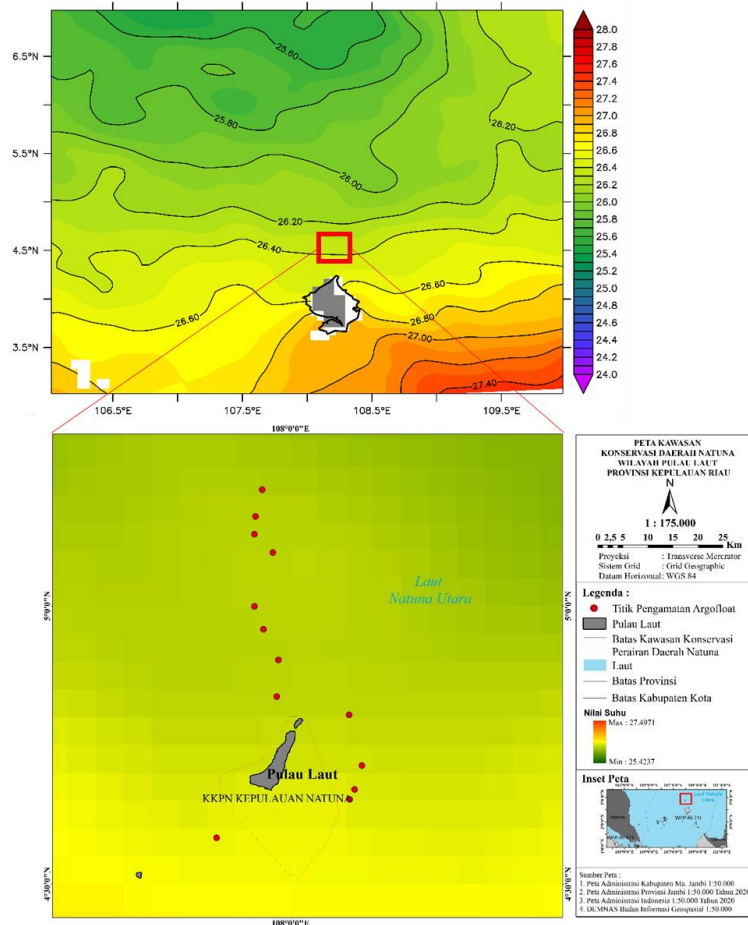 6.5°N
5.5°N
4.5°N
3.5°N
106.5°E
107.5°E
108.5°E
109.5°E
25.60
25.80
26.20
26.00
26.20
26.40
26.60
26.60
26.80
27.00
27.40
28.0
27.8
27.6
27.4
27.2
27.0
26.8
26.6
26.4
26.2
26.0
25.8
25.6
25.4
25.2
25.0
24.8
24.6
24.4
24.2
24.0
108°0'0"E
5°0'0"N
5°0'0"N
4°30'0"N
4°30'0"N
108°0'0"E
Laut
Natuna Utara
Pulau Laut
KKPN KEPULAUAN NATUNA
PETA KAWASAN
KONSERVASI DAERAH NATUNA
WILAYAH PULAU LAUT
PROVINSI KEPULAUAN RIAU
N
1 : 175.000
0 2,5 5 10 15 20 25
Km
Proyeksi : Transverse Mercator
Sistem Grid : Grid Geographic
Datum Horizontal : WGS 84
Legenda :
Titik Pengamatan Argofloat
Pulau Laut
Batas Kawasan Konservasi
Perairan Daerah Natuna
Laut
Batas Provinsi
Batas Kabupaten Kota
Nilai Suhu
Max : 27.4971
Min : 25.4237
Inset Peta
Laut Natuna
Utara
Sumber Peta :
1. Peta Administrasi Kabupaten Ma. Jambi 1:50.000
2. Peta Administrasi Provinsi Jambi 1:50.000 Tahun 2020
3. Peta Administrasi Indonesia 1:50.000 Tahun 2020
4. DEMNAS Badan Informasi Geospasial 1:50.000